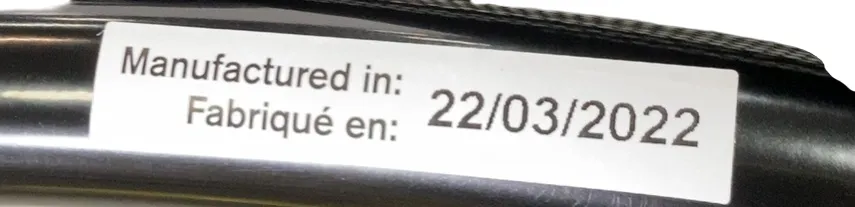 Manufactured in:
Fabriqué en: 22/03/2022